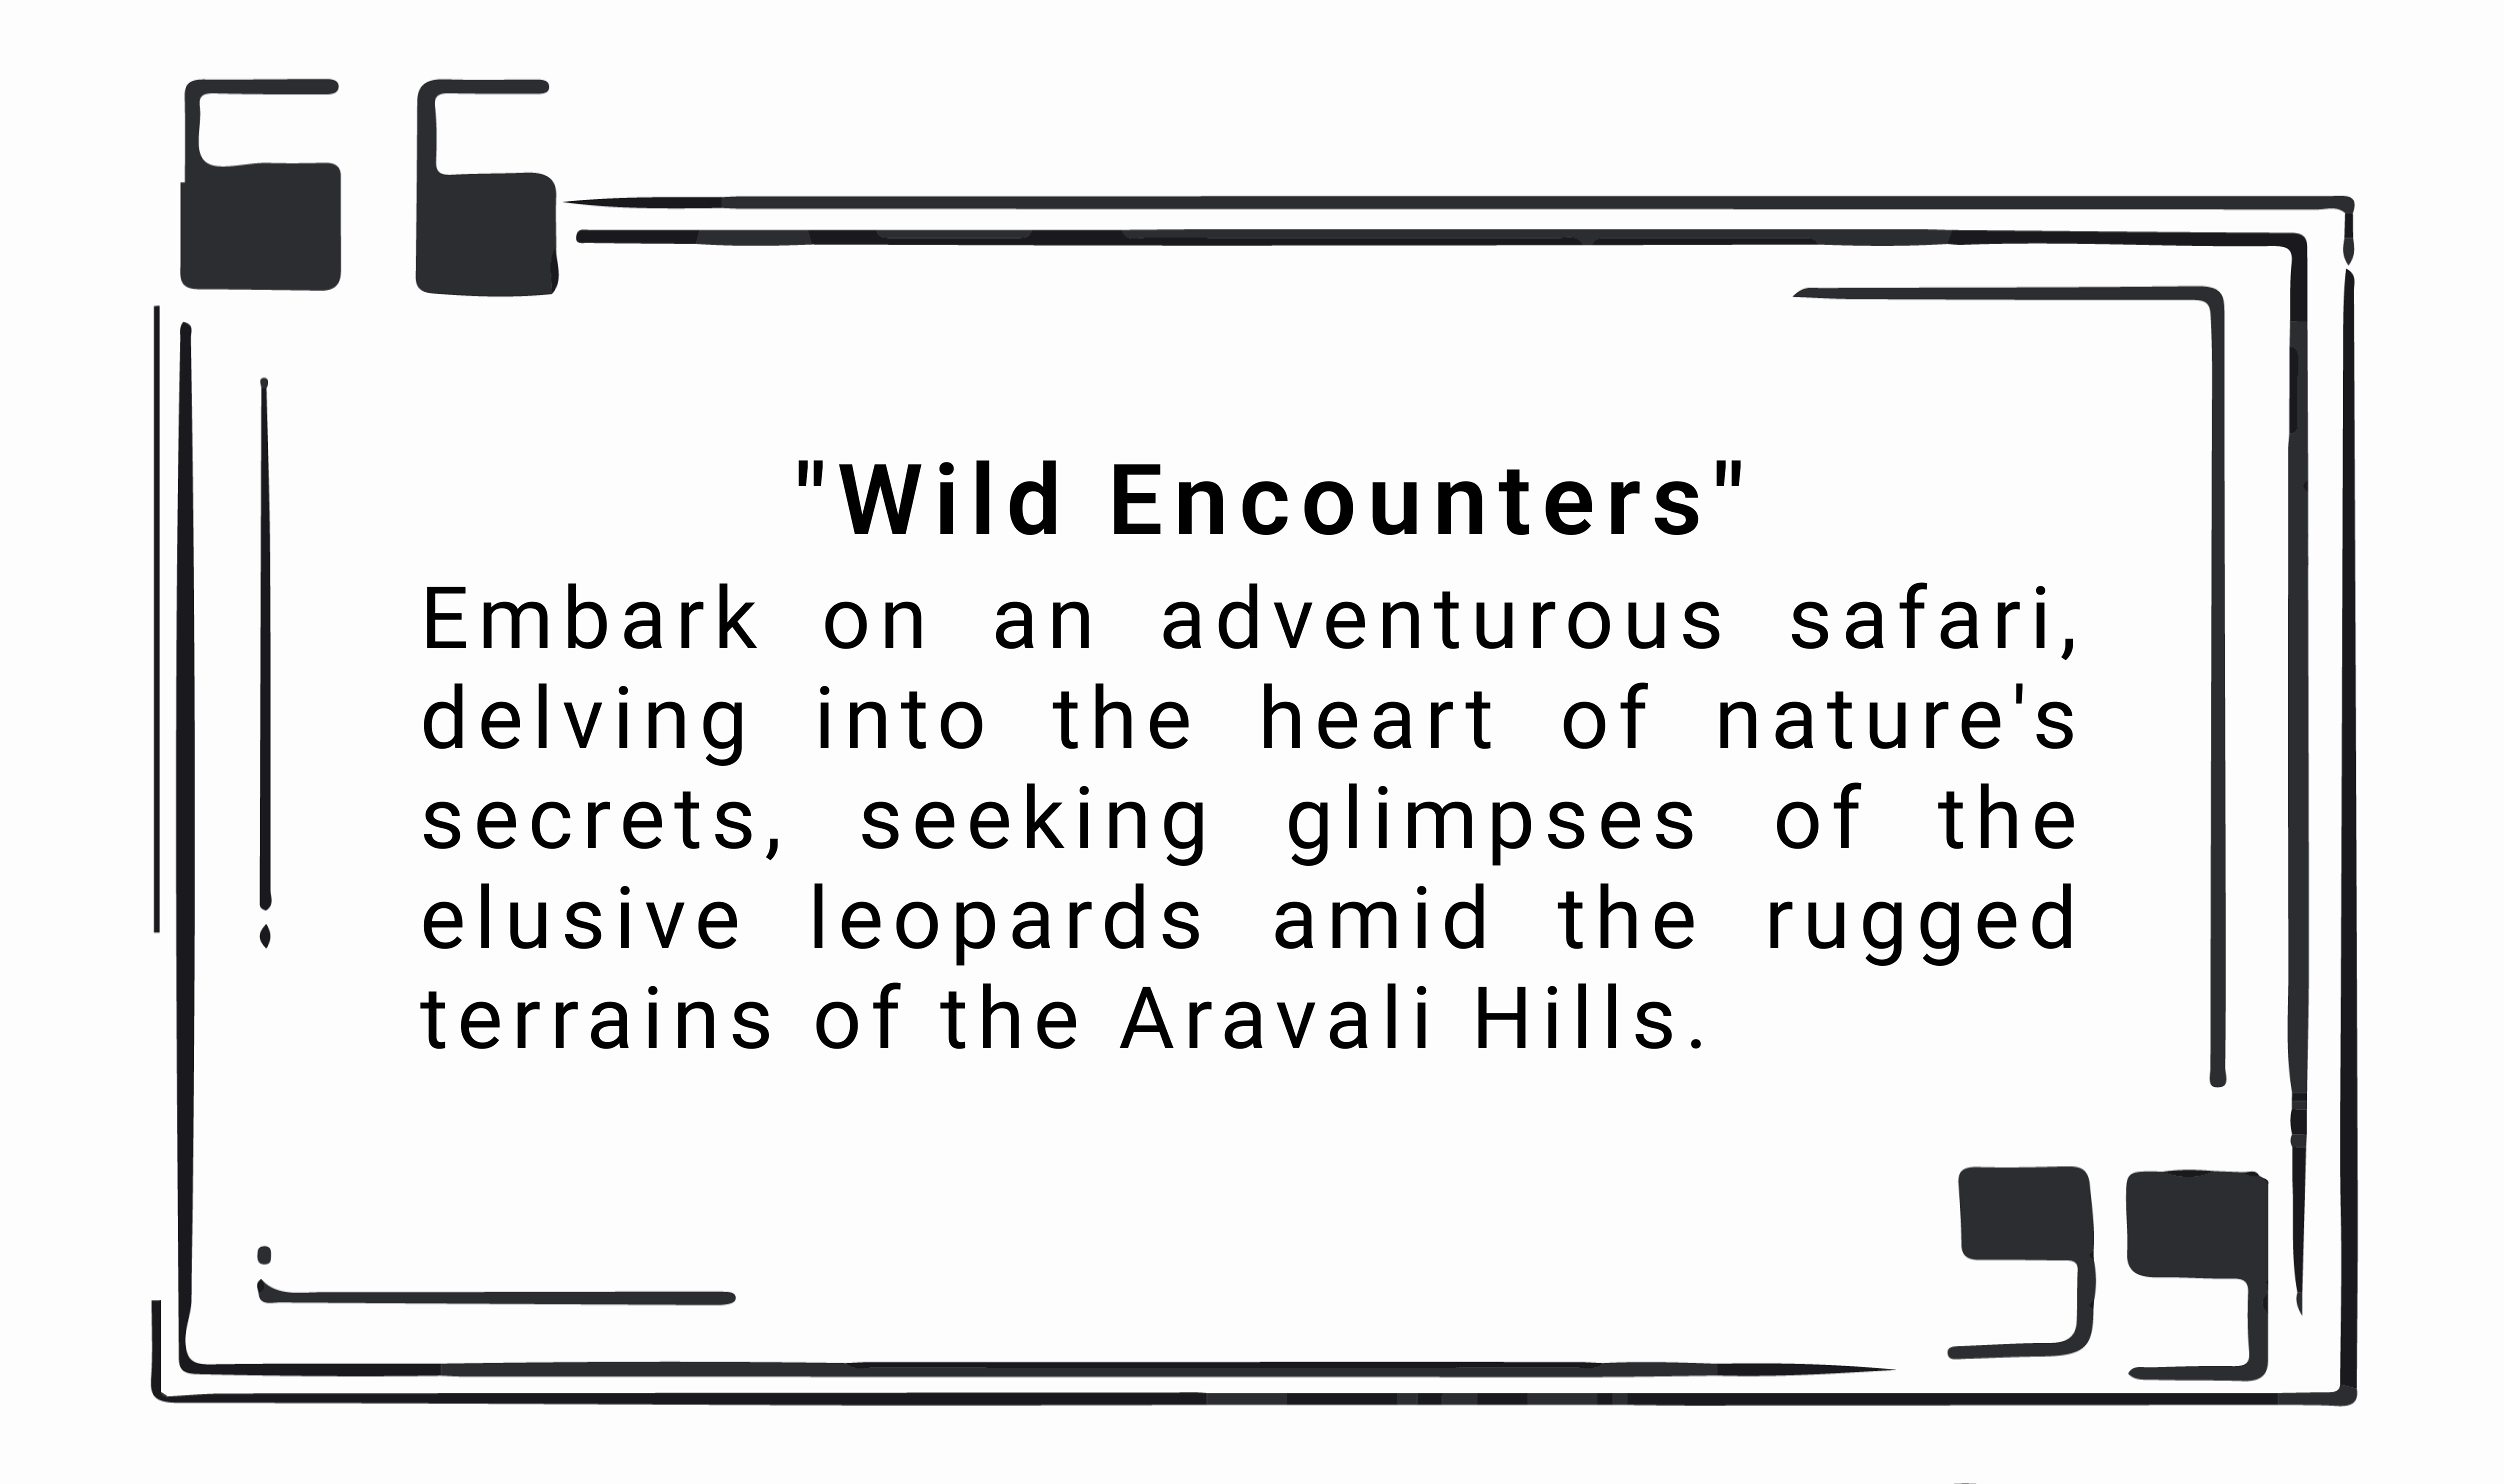 "Wild Encounters"
Embark on an adventurous safari,
delving into the heart of nature's
secrets, seeking glimpses of the
elusive leopards amid the rugged
terrains of the Aravali Hills.